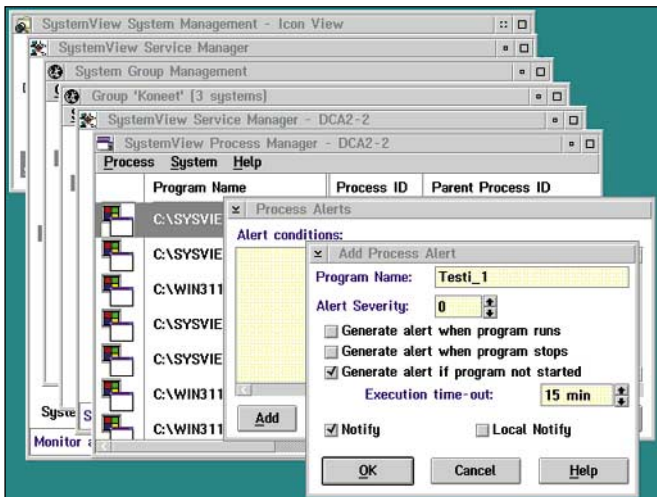 SystemView System Management - Icon View
SystemView Service Manager
System Group Management
Group 'Koneet' (3 systems)
SystemView Service Manager - DCA2-2
SystemView Process Manager - DCA2-2
Process System Help
Program Name Process ID Parent Process ID
C:\SYSVIE
C:\SYSVIE
C:\WIN311
C:\SYSVIE
C:\SYSVIE
C:\WIN311
C:\WIN311
Process Alerts
Alert conditions:
Add
Add Process Alert
Program Name: Testi_1
Alert Severity: 0
Generate alert when program runs
Generate alert when program stops
Generate alert if program not started
Execution time-out: 15 min
Notify Local Notify
OK Cancel Help
Syste
S
Monitor a